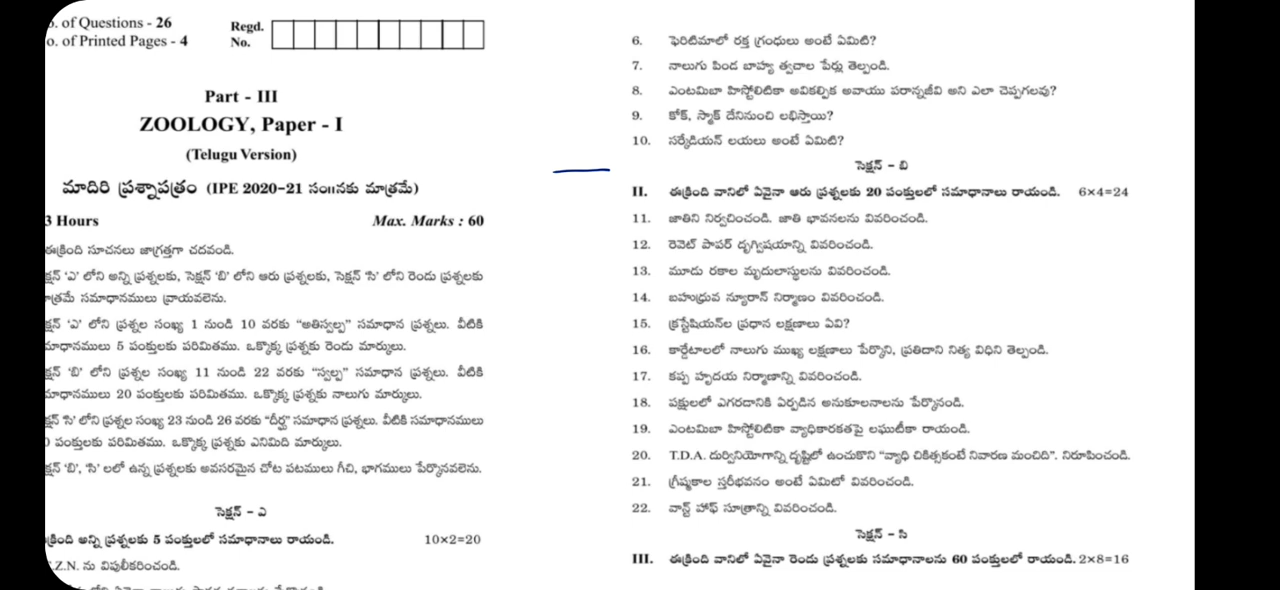 . of Questions - 26
o. of Printed Pages - 4
Regd.
No.
Part - III
ZOOLOGY, Paper - I
(Telugu Version)
మాదిరి ప్రశ్నాపత్రం (IPE 2020-21 సం॥నకు మాత్రమే)
3 Hours Max. Marks : 60
ఈక్రింది సూచనలు జాగ్రత్తగా చదవండి.
క్షన్ ‘ఎ’ లోని అన్ని ప్రశ్నలకు, సెక్షన్ ‘బి’ లోని ఆరు ప్రశ్నలకు, సెక్షన్ ‘సి’ లోని రెండు ప్రశ్నలకు
ాత్రమే సమాధానములు వ్రాయవలెను.
క్షన్ ‘ఎ’ లోని ప్రశ్నల సంఖ్య 1 నుండి 10 వరకు “అతిస్వల్ప” సమాధాన ప్రశ్నలు. వీటికి
మాధానములు 5 పంక్తులకు పరిమితము. ఒక్కొక్క ప్రశ్నకు రెండు మార్కులు.
క్షన్ ‘బి’ లోని ప్రశ్నల సంఖ్య 11 నుండి 22 వరకు “స్వల్ప” సమాధాన ప్రశ్నలు. వీటికి
మాధానములు 20 పంక్తులకు పరిమితము. ఒక్కొక్క ప్రశ్నకు నాలుగు మార్కులు.
క్షన్ ‘సి’ లోని ప్రశ్నల సంఖ్య 23 నుండి 26 వరకు “దీర్ఘ” సమాధాన ప్రశ్నలు. వీటికి సమాధానములు
0 పంక్తులకు పరిమితము. ఒక్కొక్క ప్రశ్నకు ఎనిమిది మార్కులు.
క్షన్ ‘బి’, ‘సి’ లలో ఉన్న ప్రశ్నలకు అవసరమైన చోట పటములు గీచి, భాగములు పేర్కొనవలెను.
సెక్షన్ - ఎ
క్రింది అన్ని ప్రశ్నలకు 5 పంక్తులలో సమాధానాలు రాయండి. 10×2=20
.Z.N. ను విపులీకరించండి.
6. ఫెరిటిమాలో రక్త గ్రంధులు అంటే ఏమిటి?
7. నాలుగు పిండ బాహ్య త్వచాల పేర్లు తెల్పండి.
8. ఎంటమిబా హిస్టోలిటికా అవికల్పిక అవాయు పరాన్నజీవి అని ఎలా చెప్పగలవు?
9. కోక్, స్మాక్ దేనినుంచి లభిస్తాయి?
10. సర్కేడియన్ లయలు అంటే ఏమిటి?
సెక్షన్ - బి
II. ఈక్రింది వానిలో ఏవైనా ఆరు ప్రశ్నలకు 20 పంక్తులలో సమాధానాలు రాయండి. 6×4=24
11. జాతిని నిర్వచించండి. జాతి భావనలను వివరించండి.
12. రెవెట్ పాపర్ దృగ్విషయాన్ని వివరించండి.
13. మూడు రకాల మృదులాస్థులను వివరించండి.
14. బహుధ్రువ న్యూరాన్ నిర్మాణం వివరించండి.
15. క్రస్టేషియన్‌ల ప్రధాన లక్షణాలు ఏవి?
16. కార్డేటాలలో నాలుగు ముఖ్య లక్షణాలు పేర్కొని, ప్రతిదాని నిత్య విధిని తెల్పండి.
17. కప్ప హృదయ నిర్మాణాన్ని వివరించండి.
18. పక్షులలో ఎగరడానికి ఏర్పడిన అనుకూలనాలను పేర్కొనండి.
19. ఎంటమిబా హిస్టోలిటికా వ్యాధికారకతపై లఘుటీకా రాయండి.
20. T.D.A. దుర్వినియోగాన్ని దృష్టిలో ఉంచుకొని “వ్యాధి చికిత్సకంటే నివారణ మంచిది”. నిరూపించండి.
21. గ్రీష్మకాల స్తరీభవనం అంటే ఏమిటో వివరించండి.
22. వాన్ట్ హాఫ్ సూత్రాన్ని వివరించండి.
సెక్షన్ - సి
III. ఈక్రింది వానిలో ఏవైనా రెండు ప్రశ్నలకు సమాధానాలను 60 పంక్తులలో రాయండి. 2×8=16